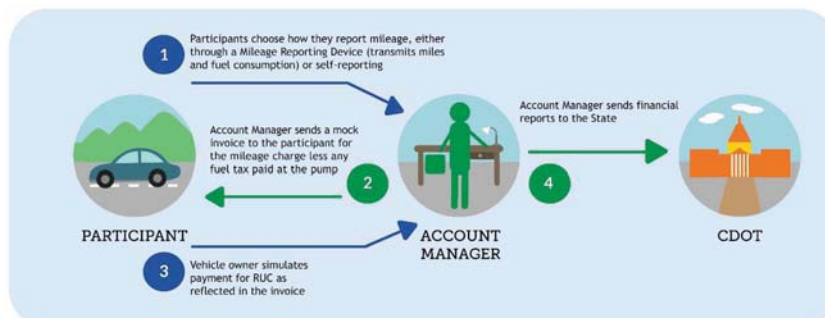 1
Participants choose how they report mileage, either
through a Mileage Reporting Device (transmits miles
and fuel consumption) or self-reporting
Account Manager sends a mock
invoice to the participant for
the mileage charge less any
fuel tax paid at the pump
2
Account Manager sends financial
reports to the State
4
PARTICIPANT
ACCOUNT
MANAGER
CDOT
3
Vehicle owner simulates
payment for RUC as
reflected in the invoice